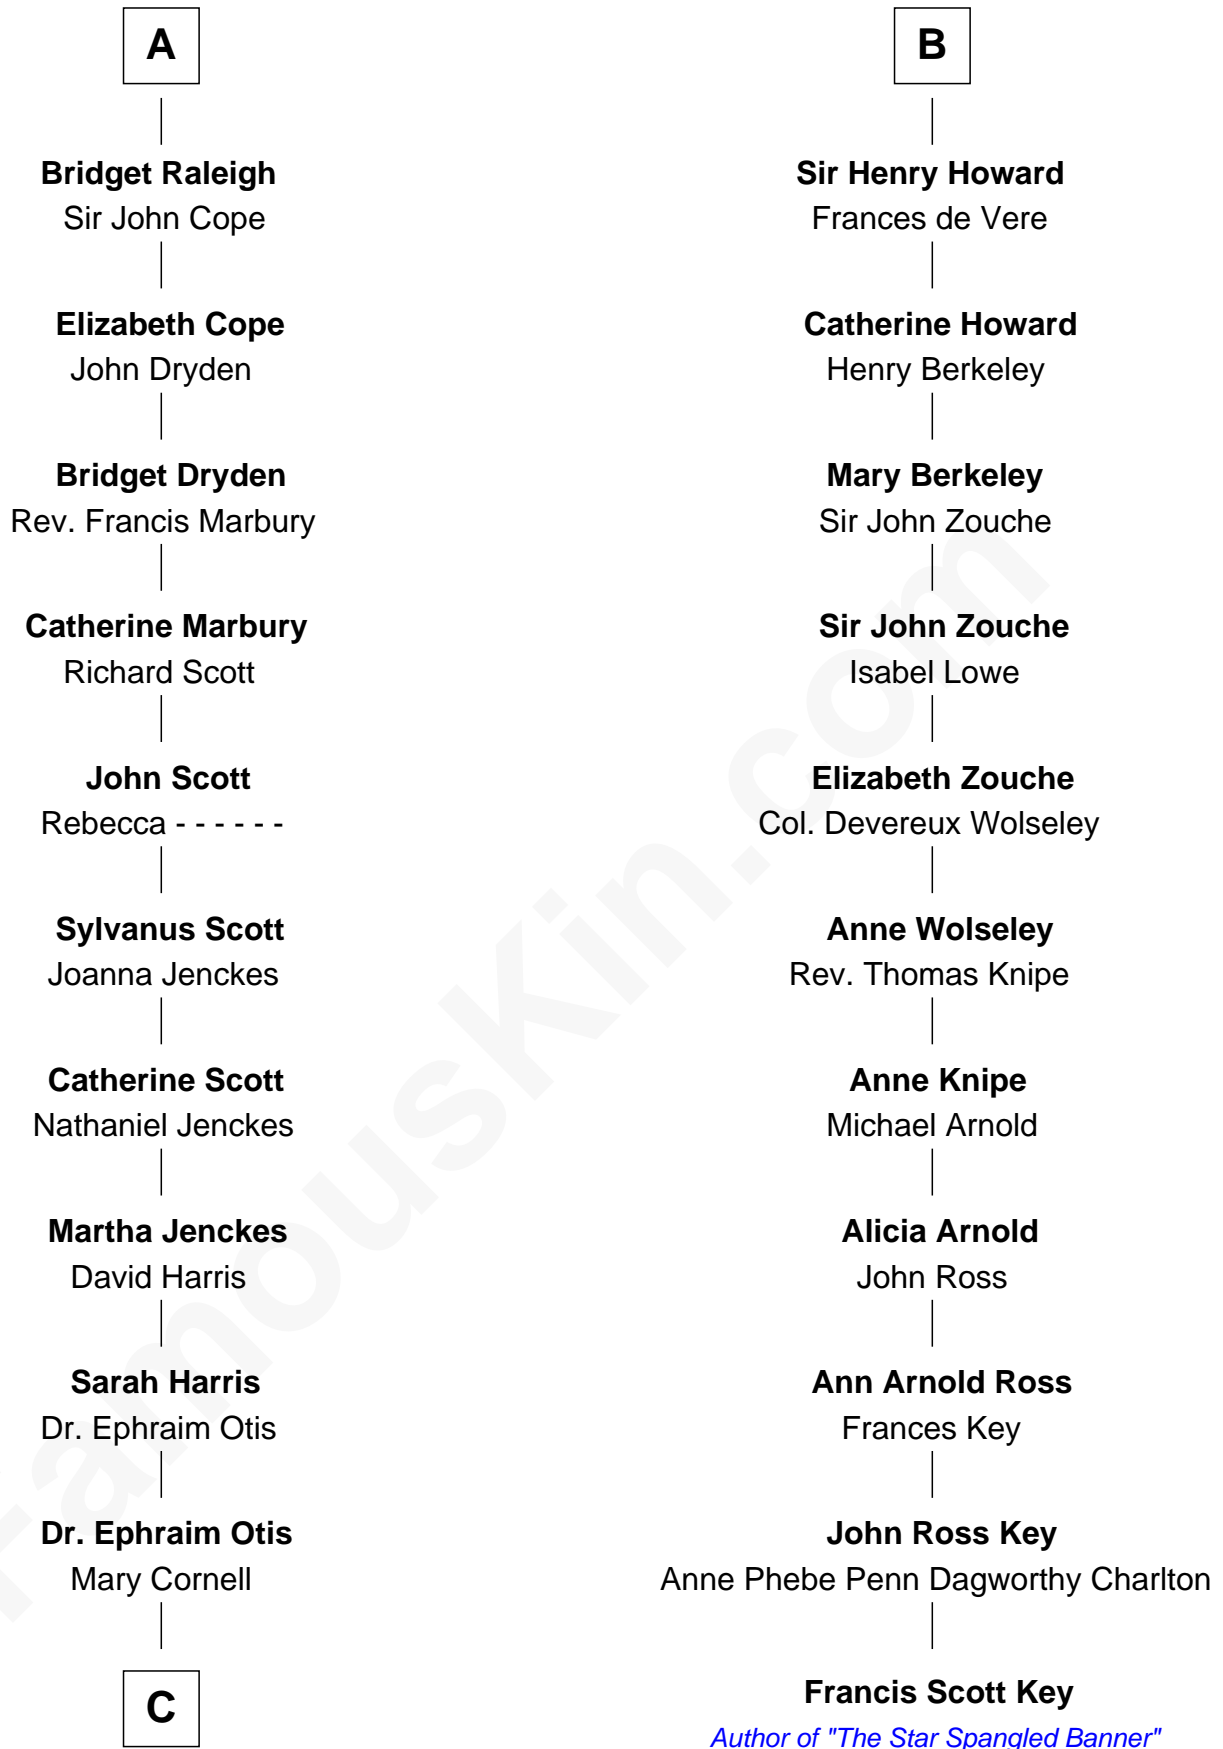 A
Bridget Raleigh
Sir John Cope
Elizabeth Cope
John Dryden
Bridget Dryden
Rev. Francis Marbury
Catherine Marbury
Richard Scott
John Scott
Rebecca - - - - - -
Sylvanus Scott
Joanna Jenckes
Catherine Scott
Nathaniel Jenckes
Martha Jenckes
David Harris
Sarah Harris
Dr. Ephraim Otis
Dr. Ephraim Otis
Mary Cornell
C
B
Sir Henry Howard
Frances de Vere
Catherine Howard
Henry Berkeley
Mary Berkeley
Sir John Zouche
Sir John Zouche
Isabel Lowe
Elizabeth Zouche
Col. Devereux Wolseley
Anne Wolseley
Rev. Thomas Knipe
Anne Knipe
Michael Arnold
Alicia Arnold
John Ross
Ann Arnold Ross
Frances Key
John Ross Key
Anne Phebe Penn Dagworthy Charlton
Francis Scott Key
Author of "The Star Spangled Banner"
FamousKin.com